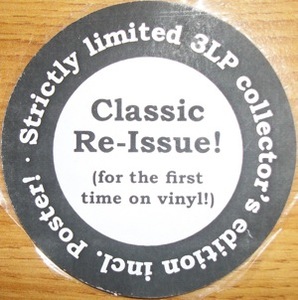 · Strictly limited 3LP collector's edition incl. Poster!
Classic
Re-Issue!
(for the first
time on vinyl!)